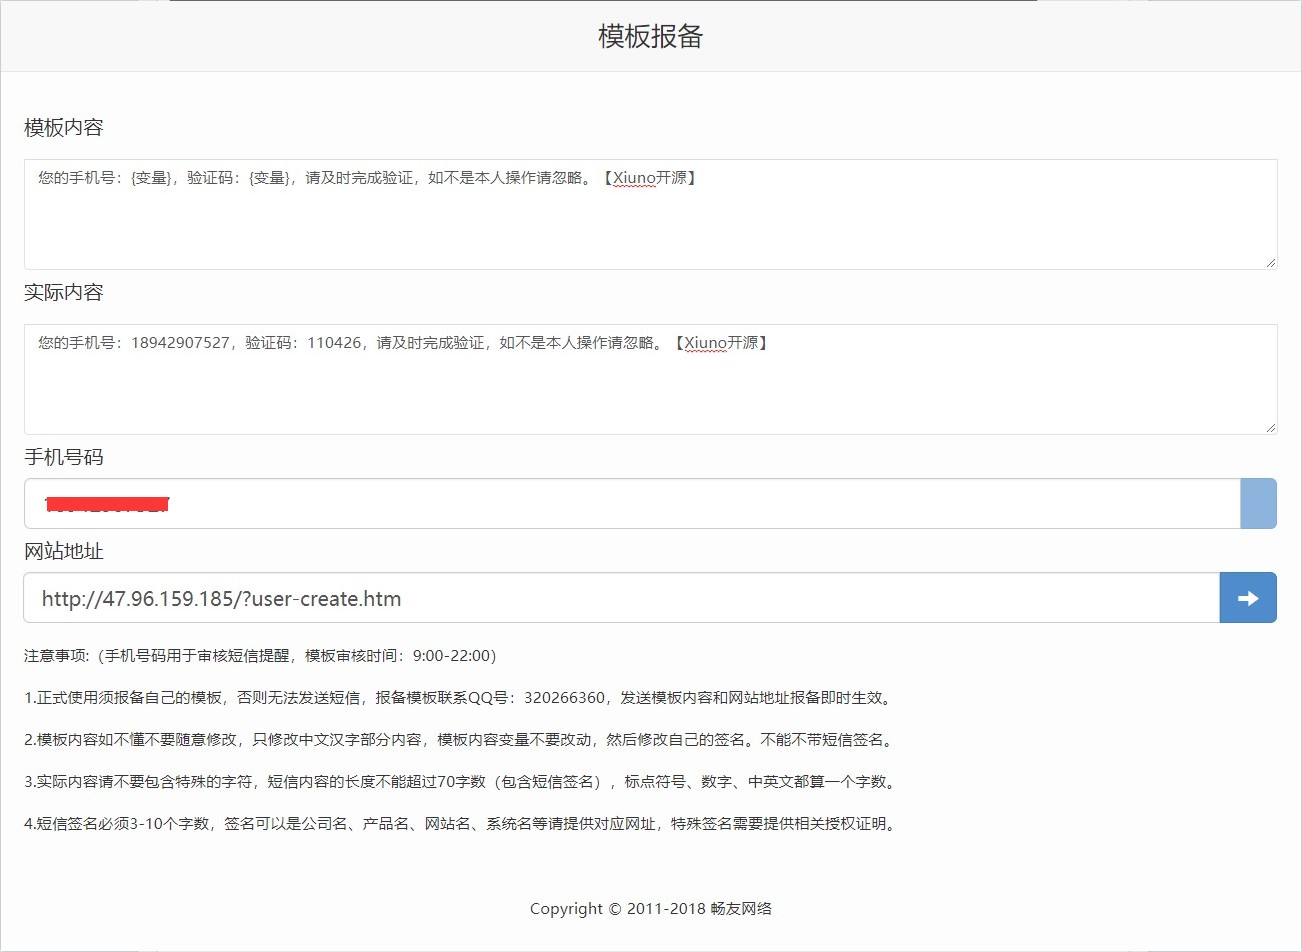 模板报备
模板内容
您的手机号：{变量}，验证码：{变量}，请及时完成验证，如不是本人操作请忽略。【Xiuno开源】
实际内容
您的手机号：18942907527，验证码：110426，请及时完成验证，如不是本人操作请忽略。【Xiuno开源】
手机号码
网站地址
http://47.96.159.185/?user-create.htm
注意事项:（手机号码用于审核短信提醒，模板审核时间：9:00-22:00）
1.正式使用须报备自己的模板，否则无法发送短信，报备模板联系QQ号：320266360，发送模板内容和网站地址报备即时生效。
2.模板内容如不懂不要随意修改，只修改中文汉字部分内容，模板内容变量不要改动，然后修改自己的签名。不能不带短信签名。
3.实际内容请不要包含特殊的字符，短信内容的长度不能超过70字数（包含短信签名），标点符号、数字、中英文都算一个字数。
4.短信签名必须3-10个字数，签名可以是公司名、产品名、网站名、系统名等请提供对应网址，特殊签名需要提供相关授权证明。
Copyright © 2011-2018 畅友网络